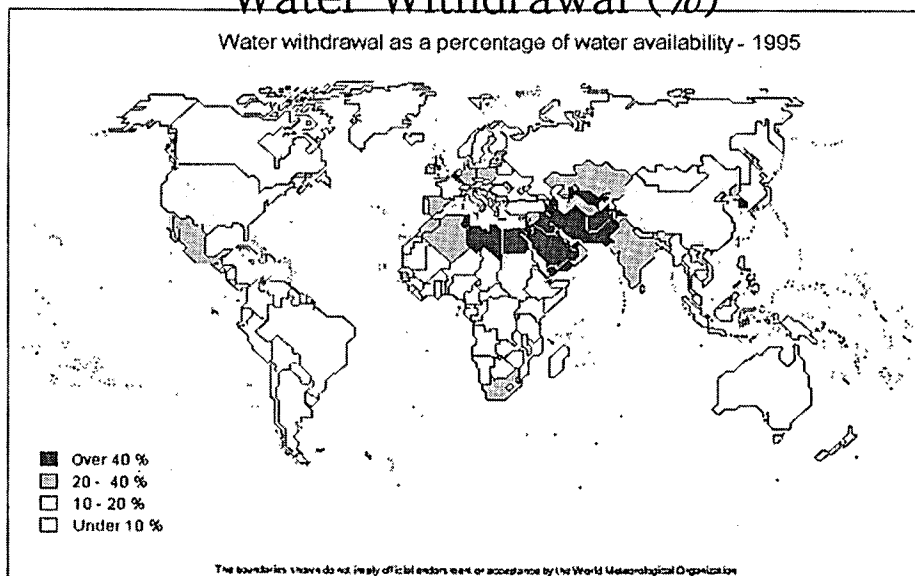 Water Withdrawal (%)
Water withdrawal as a percentage of water availability - 1995
Over 40 %
20 - 40 %
10 - 20 %
Under 10 %
The boundaries shown do not imply official endorsement or acceptance by the World Meteorological Organization